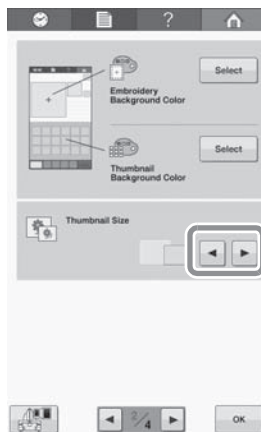 ?
Select
Embroidery
Background Color
Select
Thumbnail
Background Color
Thumbnail Size
2/4
OK